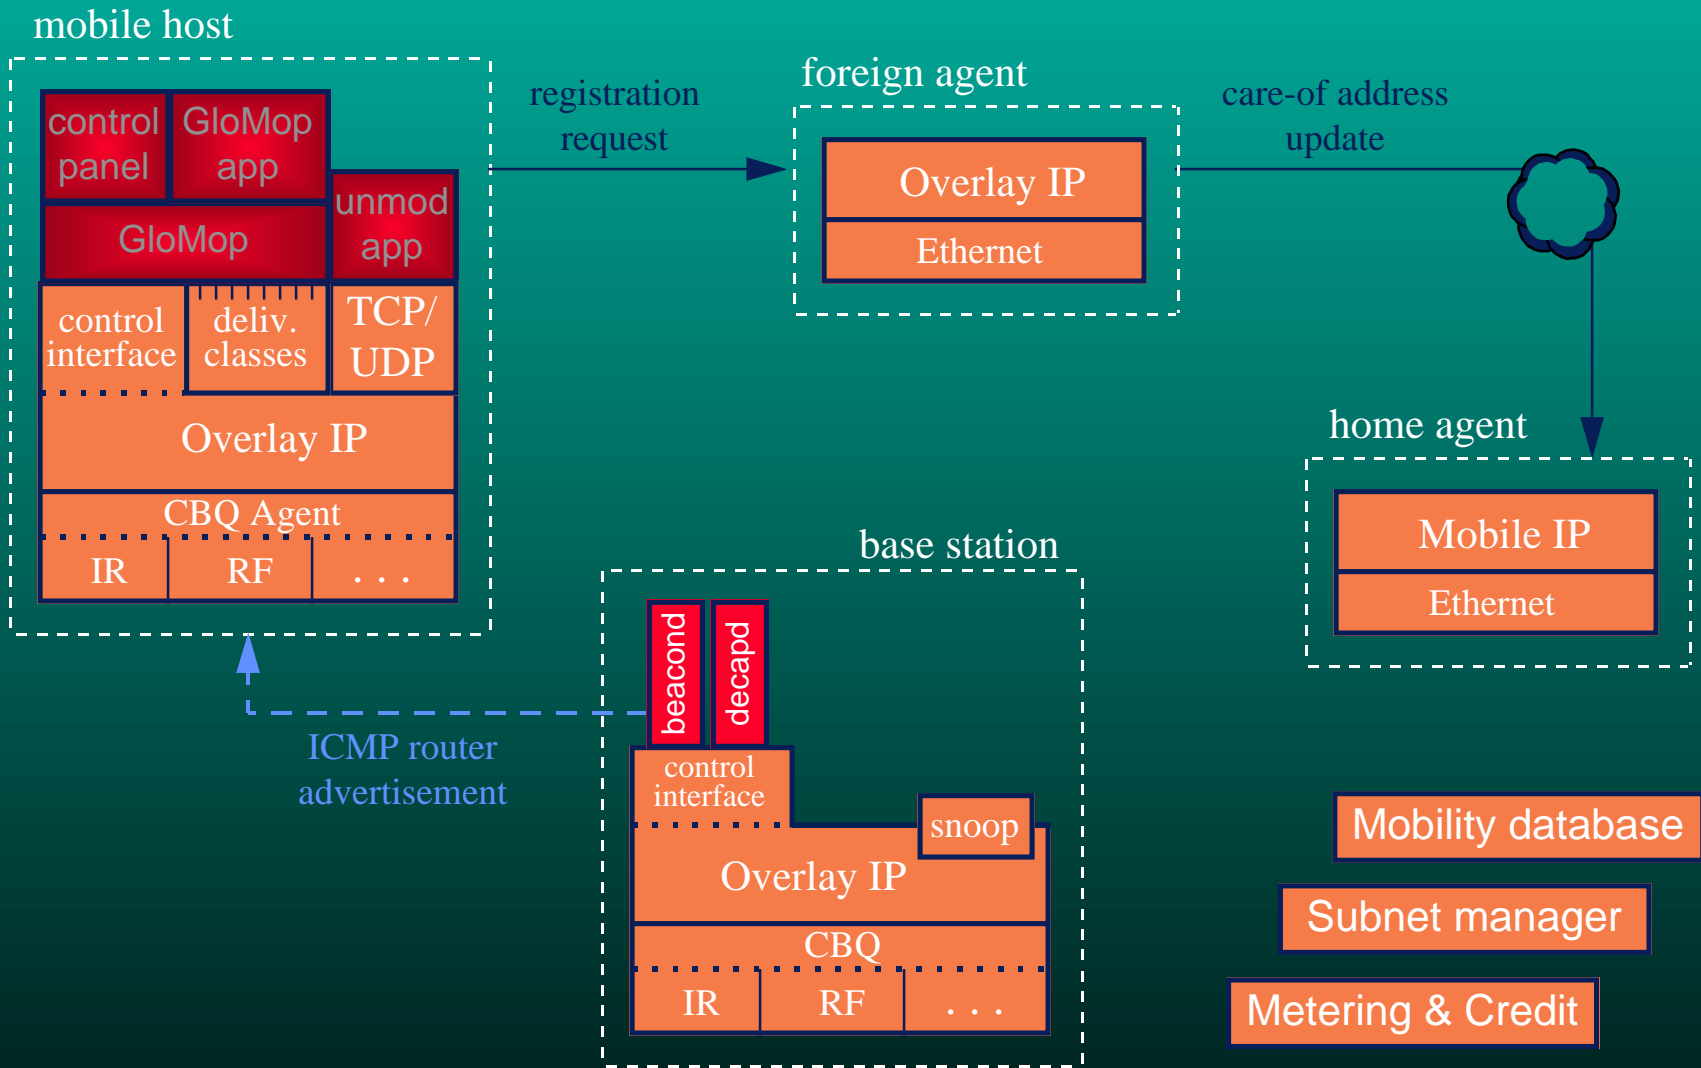 mobile host
control
panel
GloMop
app
GloMop
unmod
app
control
interface
deliv.
classes
TCP/
UDP
Overlay IP
CBQ Agent
IR
RF
. . .
registration
request
foreign agent
Overlay IP
Ethernet
care-of address
update
home agent
Mobile IP
Ethernet
ICMP router
advertisement
base station
beacond
decapd
control
interface
snoop
Overlay IP
CBQ
IR
RF
. . .
Mobility database
Subnet manager
Metering & Credit